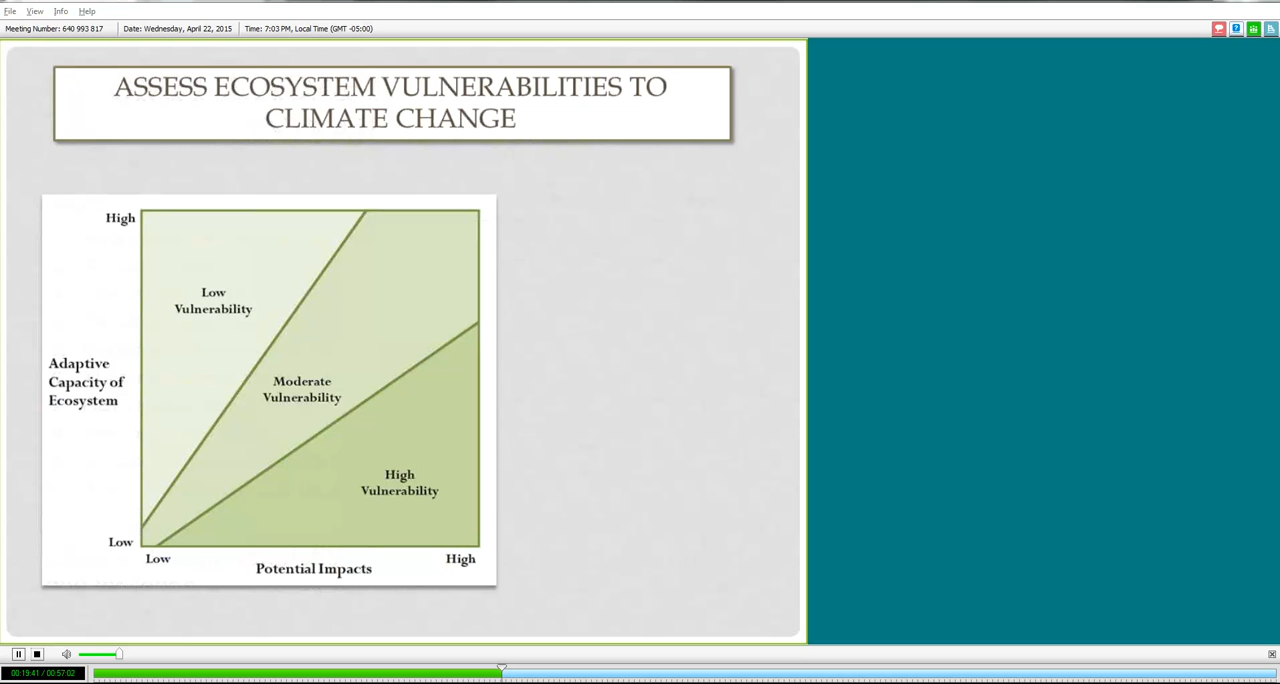 File View Info Help
Meeting Number: 640 993 817 Date: Wednesday, April 22, 2015 Time: 7:03 PM, Local Time (GMT -05:00)
ASSESS ECOSYSTEM VULNERABILITIES TO
CLIMATE CHANGE
High
Low
Vulnerability
Adaptive
Capacity of
Ecosystem
Moderate
Vulnerability
High
Vulnerability
Low
Low
High
Potential Impacts
00:19:41 / 00:57:02